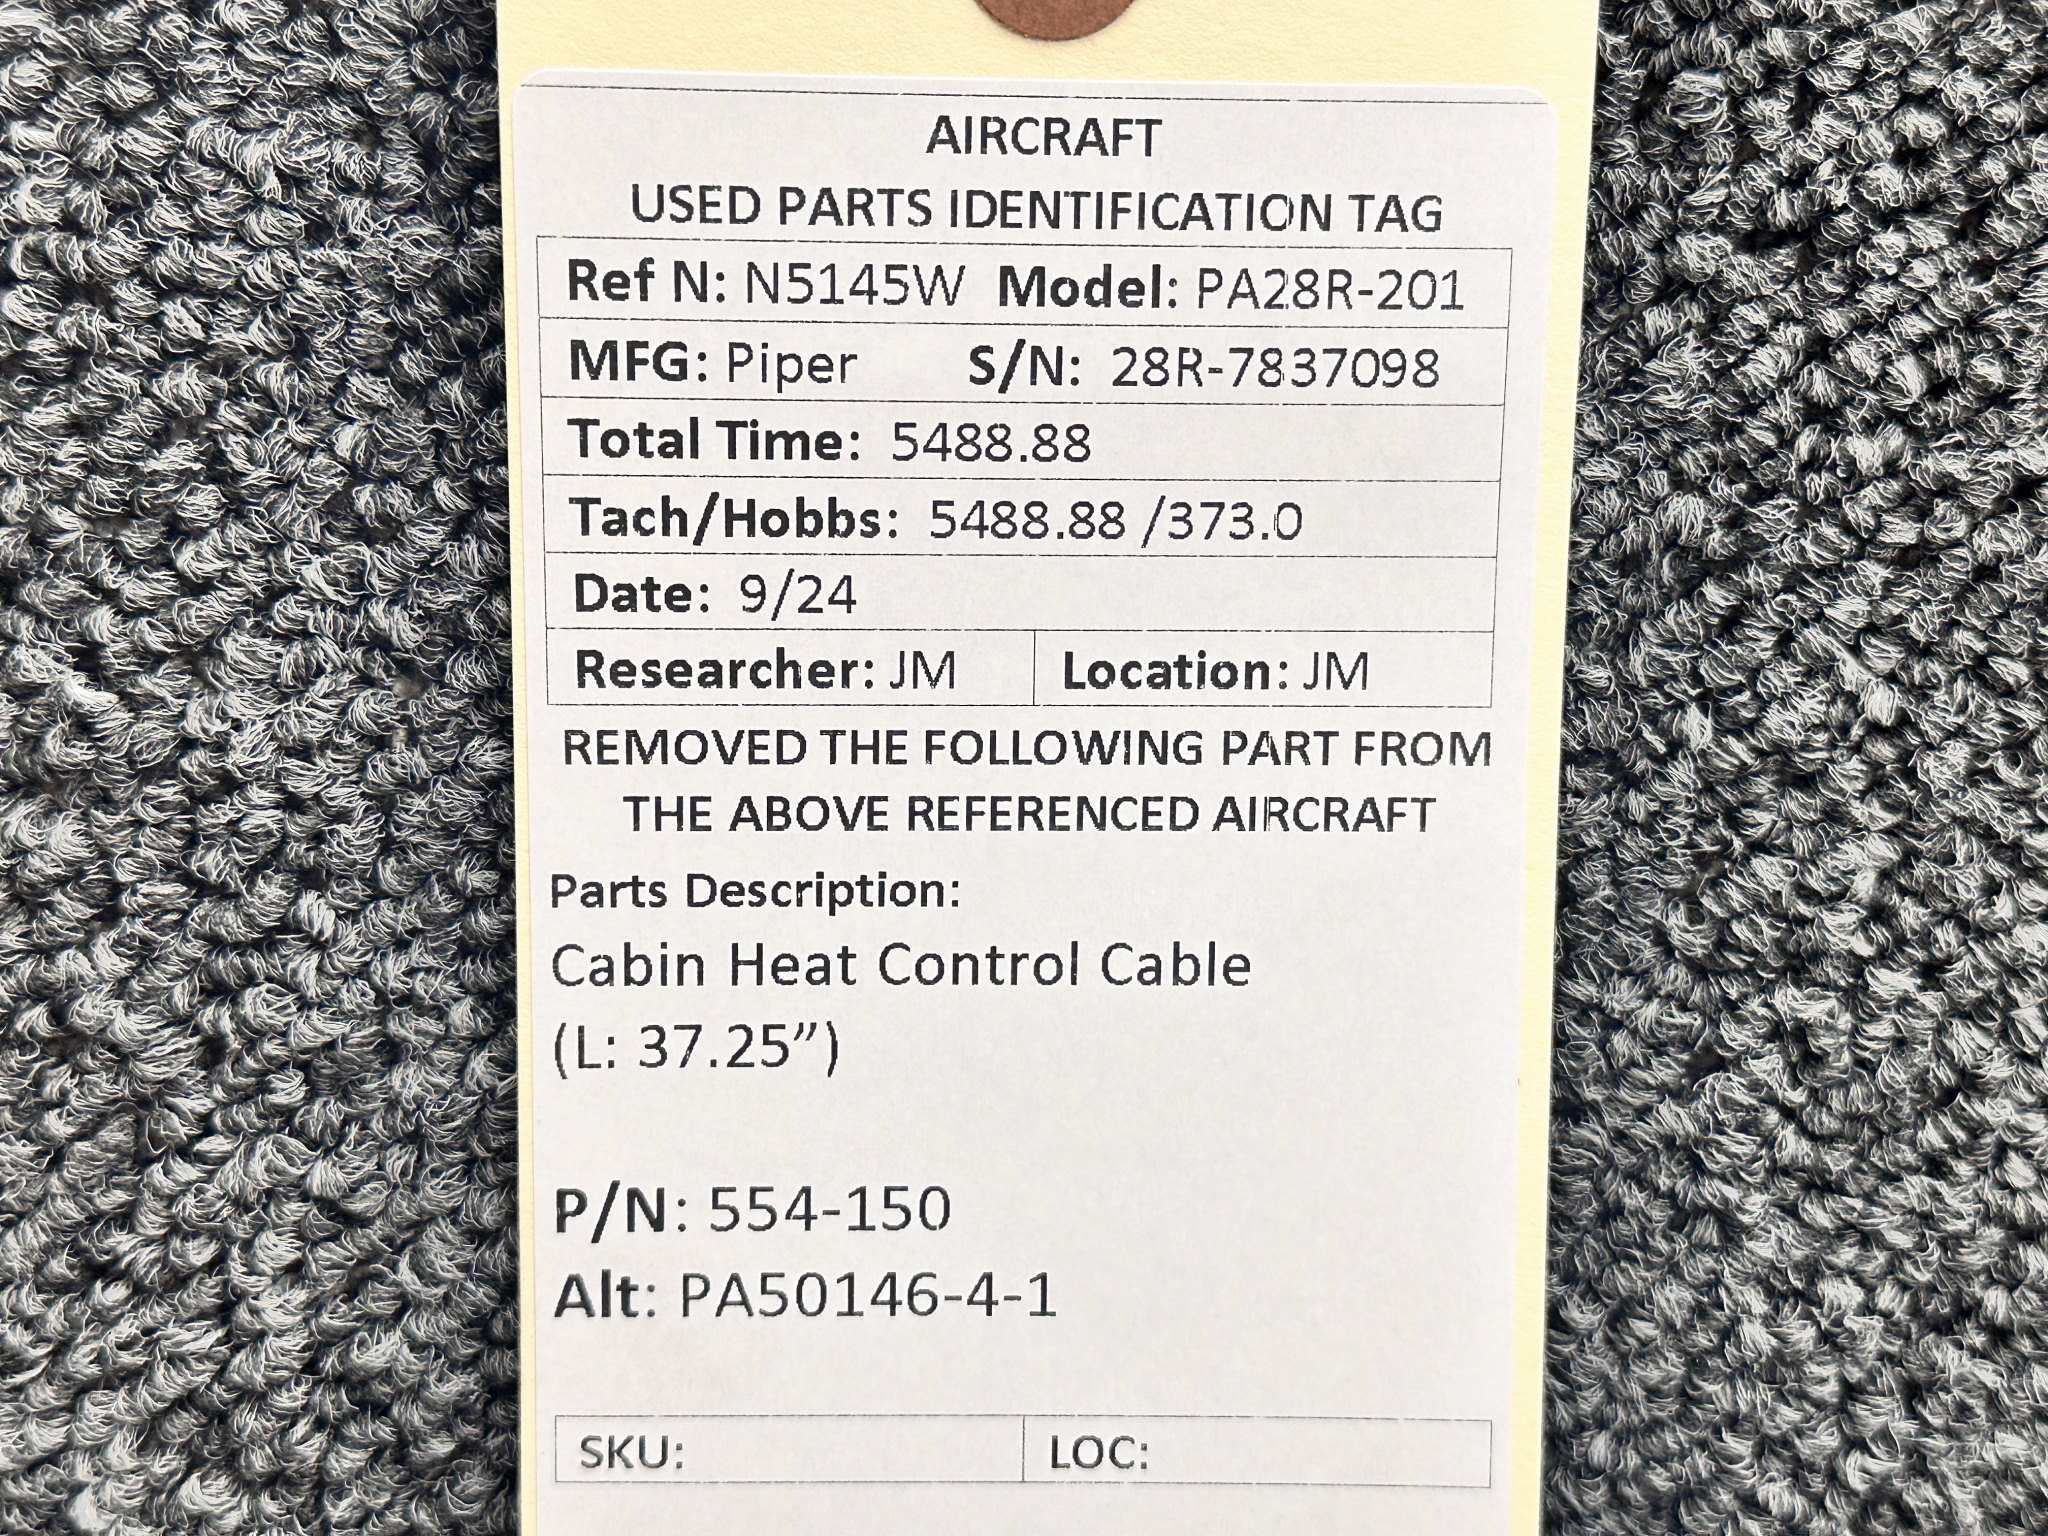 AIRCRAFT
USED PARTS IDENTIFICATION TAG
Ref N: N5145W Model: PA28R-201
MFG: Piper S/N: 28R-7837098
Total Time: 5488.88
Tach/Hobbs: 5488.88 /373.0
Date: 9/24
Researcher: JM Location: JM
REMOVED THE FOLLOWING PART FROM
THE ABOVE REFERENCED AIRCRAFT
Parts Description:
Cabin Heat Control Cable
(L: 37.25”)
P/N: 554-150
Alt: PA50146-4-1
SKU: LOC: